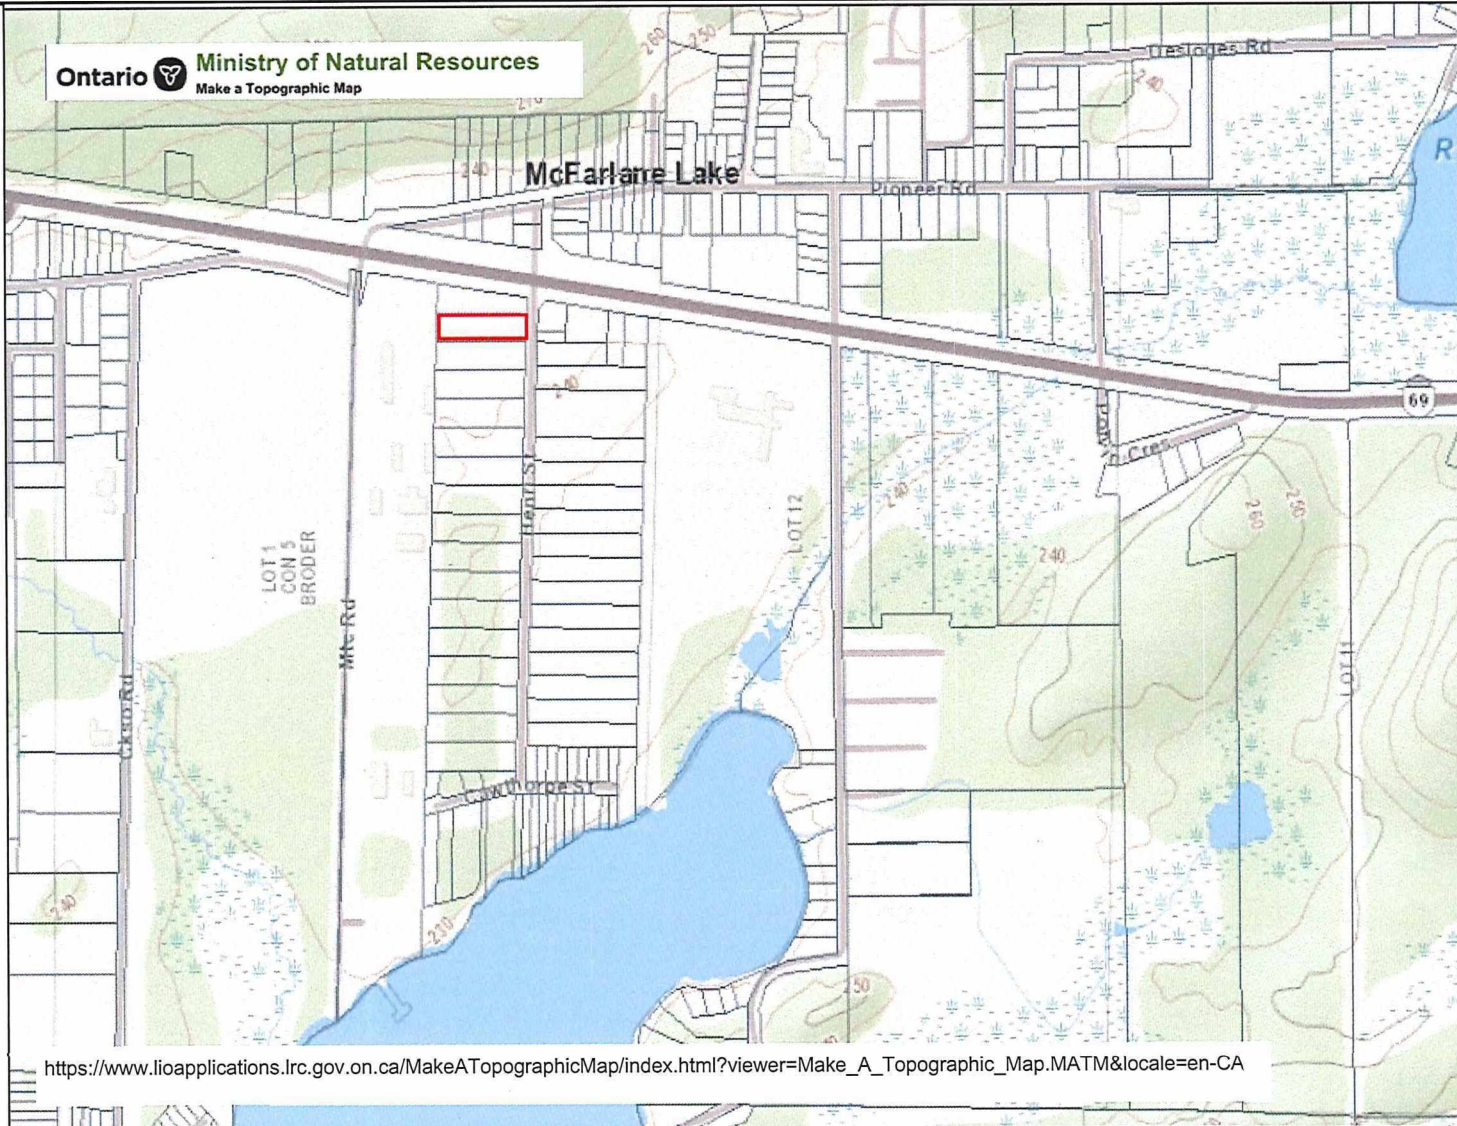 Ontario
Ministry of Natural Resources
Make a Topographic Map
260
250
Desloges Rd
240
270
240
McFarlane Lake
Pioneer Rd
R
69
240
Henri St
240
'n Cres
LOT 12
250
260
240
LOT 1
CON 5
BRODER
Mtc Rd
LOT 11
Cawthorpe St
240
230
250
https://www.lioapplications.lrc.gov.on.ca/MakeATopographicMap/index.html?viewer=Make_A_Topographic_Map.MATM&locale=en-CA